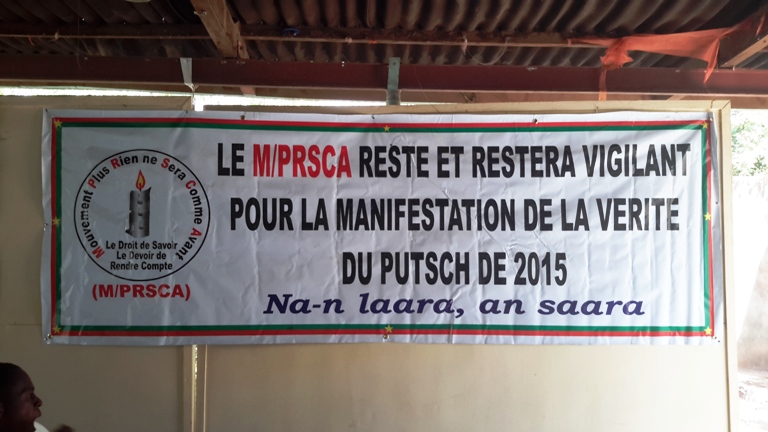 Mouvement Plus Rien ne Sera Comme Avant
Le Droit de Savoir
Le Devoir de
Rendre Compte
(M/PRSCA)
LE M/PRSCA RESTE ET RESTERA VIGILANT
POUR LA MANIFESTATION DE LA VERITE
DU PUTSCH DE 2015
Na-n laara, an saara